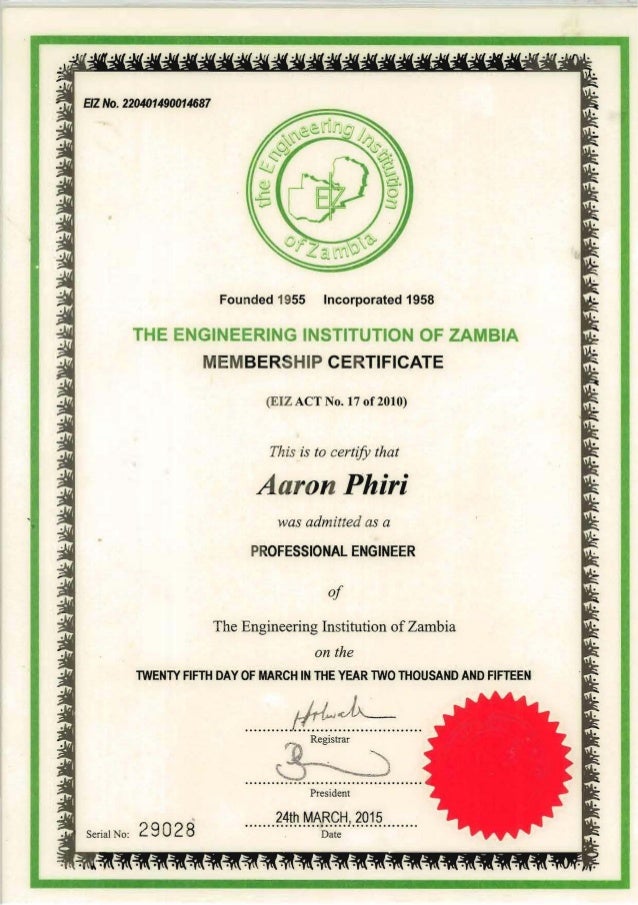 EIZ No. 220401490014687
the Engineering Institution
of Zambia
EIZ
Founded 1955 Incorporated 1958
THE ENGINEERING INSTITUTION OF ZAMBIA
MEMBERSHIP CERTIFICATE
(EIZ ACT No. 17 of 2010)
This is to certify that
Aaron Phiri
was admitted as a
PROFESSIONAL ENGINEER
of
The Engineering Institution of Zambia
on the
TWENTY FIFTH DAY OF MARCH IN THE YEAR TWO THOUSAND AND FIFTEEN
Registrar
President
24th MARCH, 2015
Date
Serial No: 29028